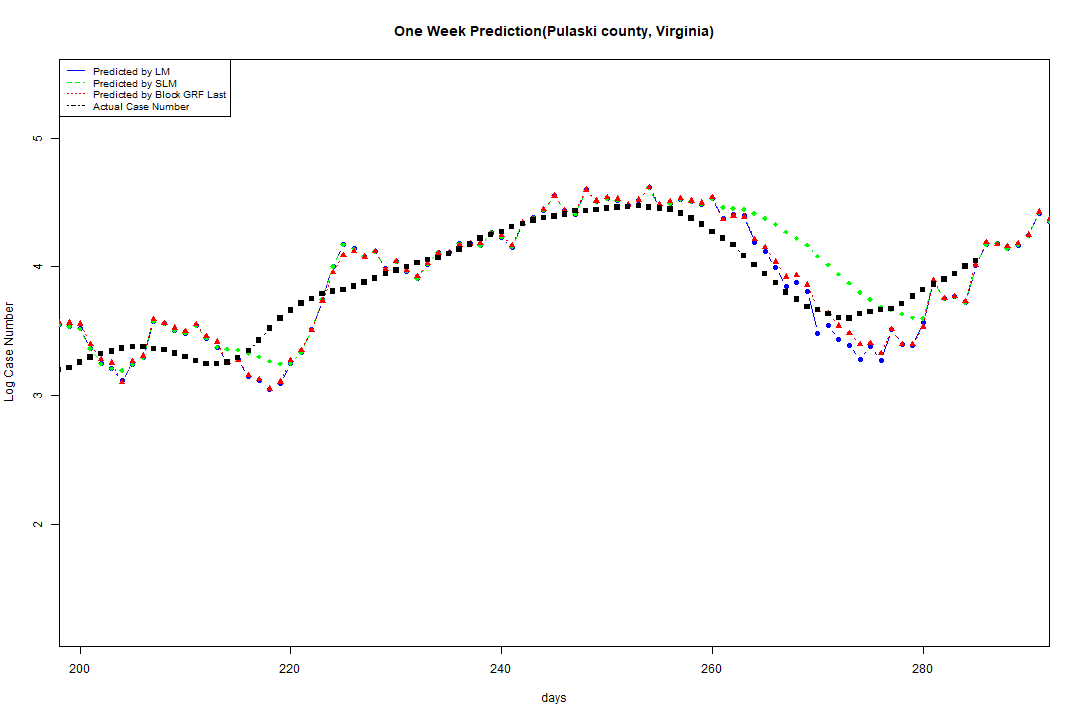 One Week Prediction(Pulaski county, Virginia)
Predicted by LM
Predicted by SLM
Predicted by Block GRF Last
Actual Case Number
5
4
3
2
Log Case Number
200 220 240 260 280
days